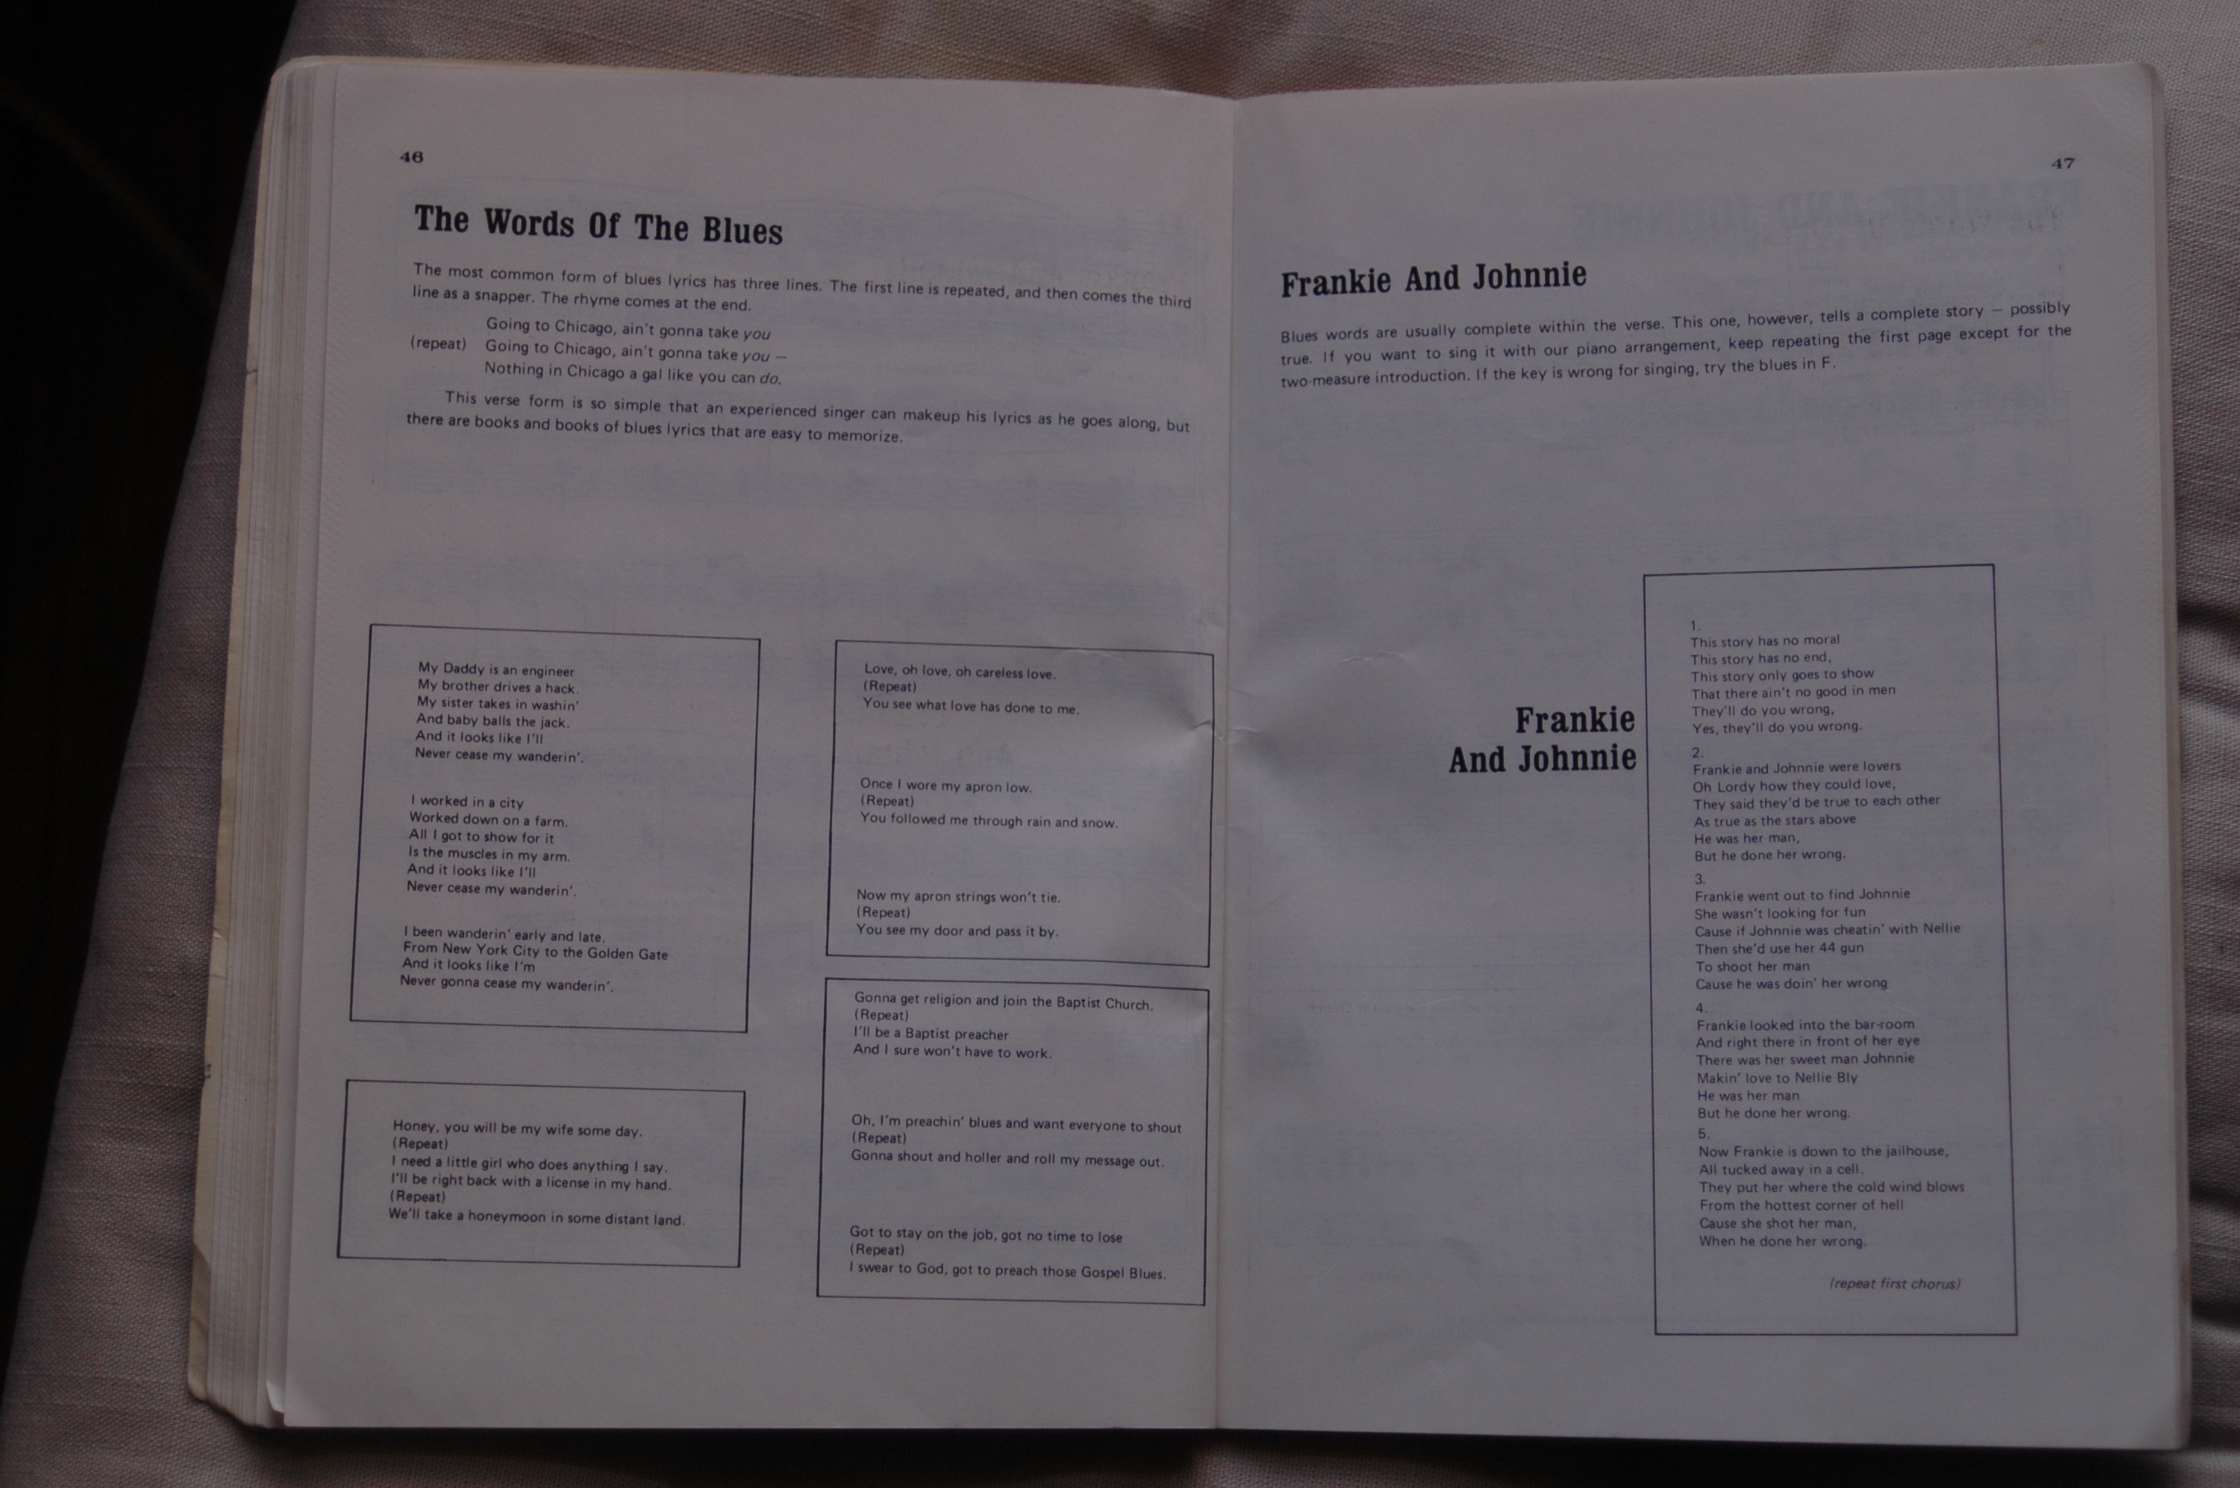 46
The Words Of The Blues
The most common form of blues lyrics has three lines. The first line is repeated, and then comes the third
line as a snapper. The rhyme comes at the end.
Going to Chicago, ain't gonna take you
(repeat) Going to Chicago, ain't gonna take you —
Nothing in Chicago a gal like you can do.
This verse form is so simple that an experienced singer can makeup his lyrics as he goes along, but
there are books and books of blues lyrics that are easy to memorize.
My Daddy is an engineer
My brother drives a hack.
My sister takes in washin'
And baby balls the jack.
And it looks like I'll
Never cease my wanderin'.
I worked in a city
Worked down on a farm.
All I got to show for it
Is the muscles in my arm.
And it looks like I'll
Never cease my wanderin'.
I been wanderin' early and late,
From New York City to the Golden Gate
And it looks like I'm
Never gonna cease my wanderin'.
Honey, you will be my wife some day.
(Repeat)
I need a little girl who does anything I say.
I'll be right back with a license in my hand.
(Repeat)
We'll take a honeymoon in some distant land.
Love, oh love, oh careless love.
(Repeat)
You see what love has done to me.
Once I wore my apron low.
(Repeat)
You followed me through rain and snow.
Now my apron strings won't tie.
(Repeat)
You see my door and pass it by.
Gonna get religion and join the Baptist Church.
(Repeat)
I'll be a Baptist preacher
And I sure won't have to work.
Oh, I'm preachin' blues and want everyone to shout
(Repeat)
Gonna shout and holler and roll my message out.
Got to stay on the job, got no time to lose
(Repeat)
I swear to God, got to preach those Gospel Blues.
47
Frankie And Johnnie
Blues words are usually complete within the verse. This one, however, tells a complete story — possibly
true. If you want to sing it with our piano arrangement, keep repeating the first page except for the
two-measure introduction. If the key is wrong for singing, try the blues in F.
Frankie
And Johnnie
1.
This story has no moral
This story has no end,
This story only goes to show
That there ain't no good in men
They'll do you wrong,
Yes, they'll do you wrong.
2.
Frankie and Johnnie were lovers
Oh Lordy how they could love,
They said they'd be true to each other
As true as the stars above
He was her man,
But he done her wrong.
3.
Frankie went out to find Johnnie
She wasn't looking for fun
Cause if Johnnie was cheatin' with Nellie
Then she'd use her 44 gun
To shoot her man
Cause he was doin' her wrong
4.
Frankie looked into the bar-room
And right there in front of her eye
There was her sweet man Johnnie
Makin' love to Nellie Bly
He was her man
But he done her wrong.
5.
Now Frankie is down to the jailhouse,
All tucked away in a cell.
They put her where the cold wind blows
From the hottest corner of hell
Cause she shot her man,
When he done her wrong.
(repeat first chorus)